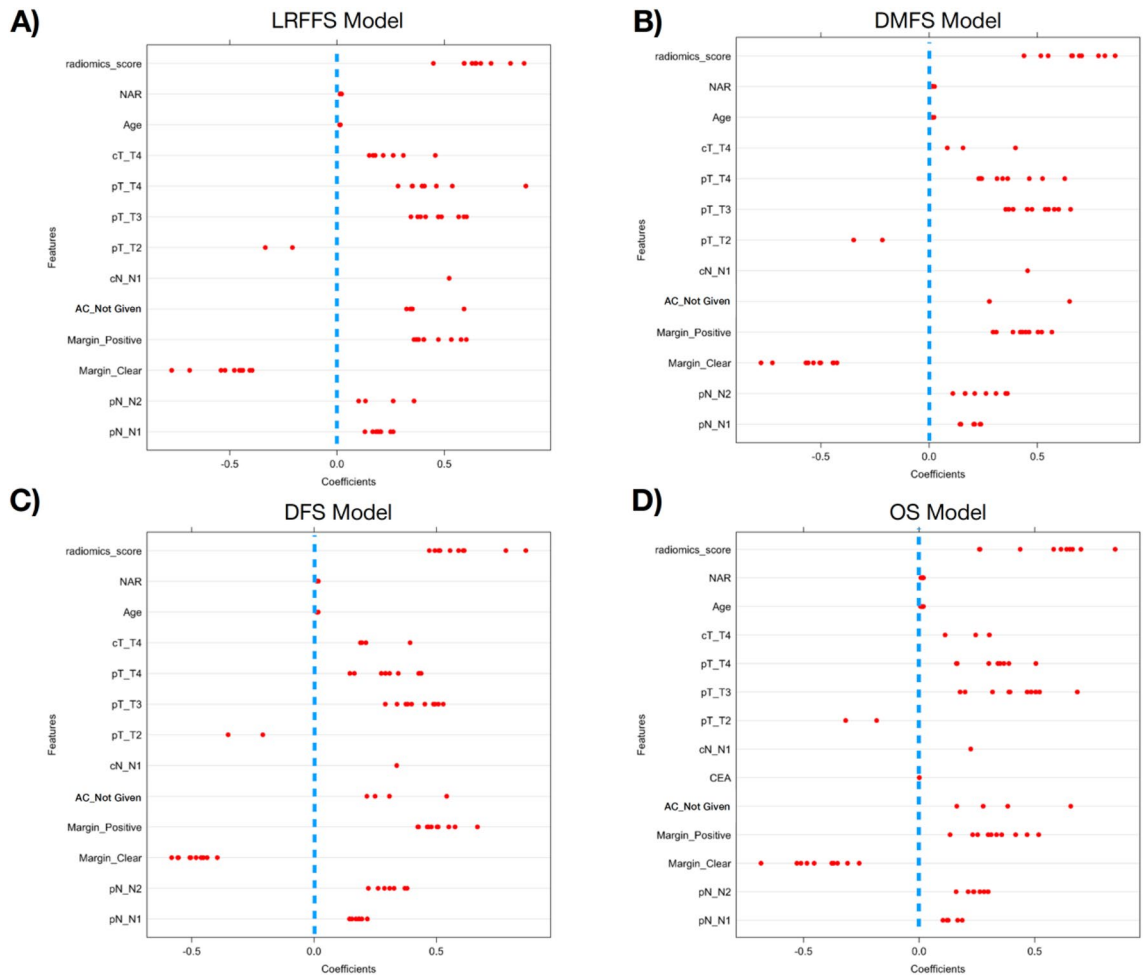 A)
LRFFS Model
radiomics_score
NAR
Age
cT_T4
pT_T4
pT_T3
pT_T2
cN_N1
AC_Not Given
Margin_Positive
Margin_Clear
pN_N2
pN_N1
Features
-0.5
0.0
0.5
Coefficients
B)
DMFS Model
radiomics_score
NAR
Age
cT_T4
pT_T4
pT_T3
pT_T2
cN_N1
AC_Not Given
Margin_Positive
Margin_Clear
pN_N2
pN_N1
Features
-0.5
0.0
0.5
Coefficients
C)
DFS Model
radiomics_score
NAR
Age
cT_T4
pT_T4
pT_T3
pT_T2
cN_N1
AC_Not Given
Margin_Positive
Margin_Clear
pN_N2
pN_N1
Features
-0.5
0.0
0.5
Coefficients
D)
OS Model
radiomics_score
NAR
Age
cT_T4
pT_T4
pT_T3
pT_T2
cN_N1
CEA
AC_Not Given
Margin_Positive
Margin_Clear
pN_N2
pN_N1
Features
-0.5
0.0
0.5
Coefficients